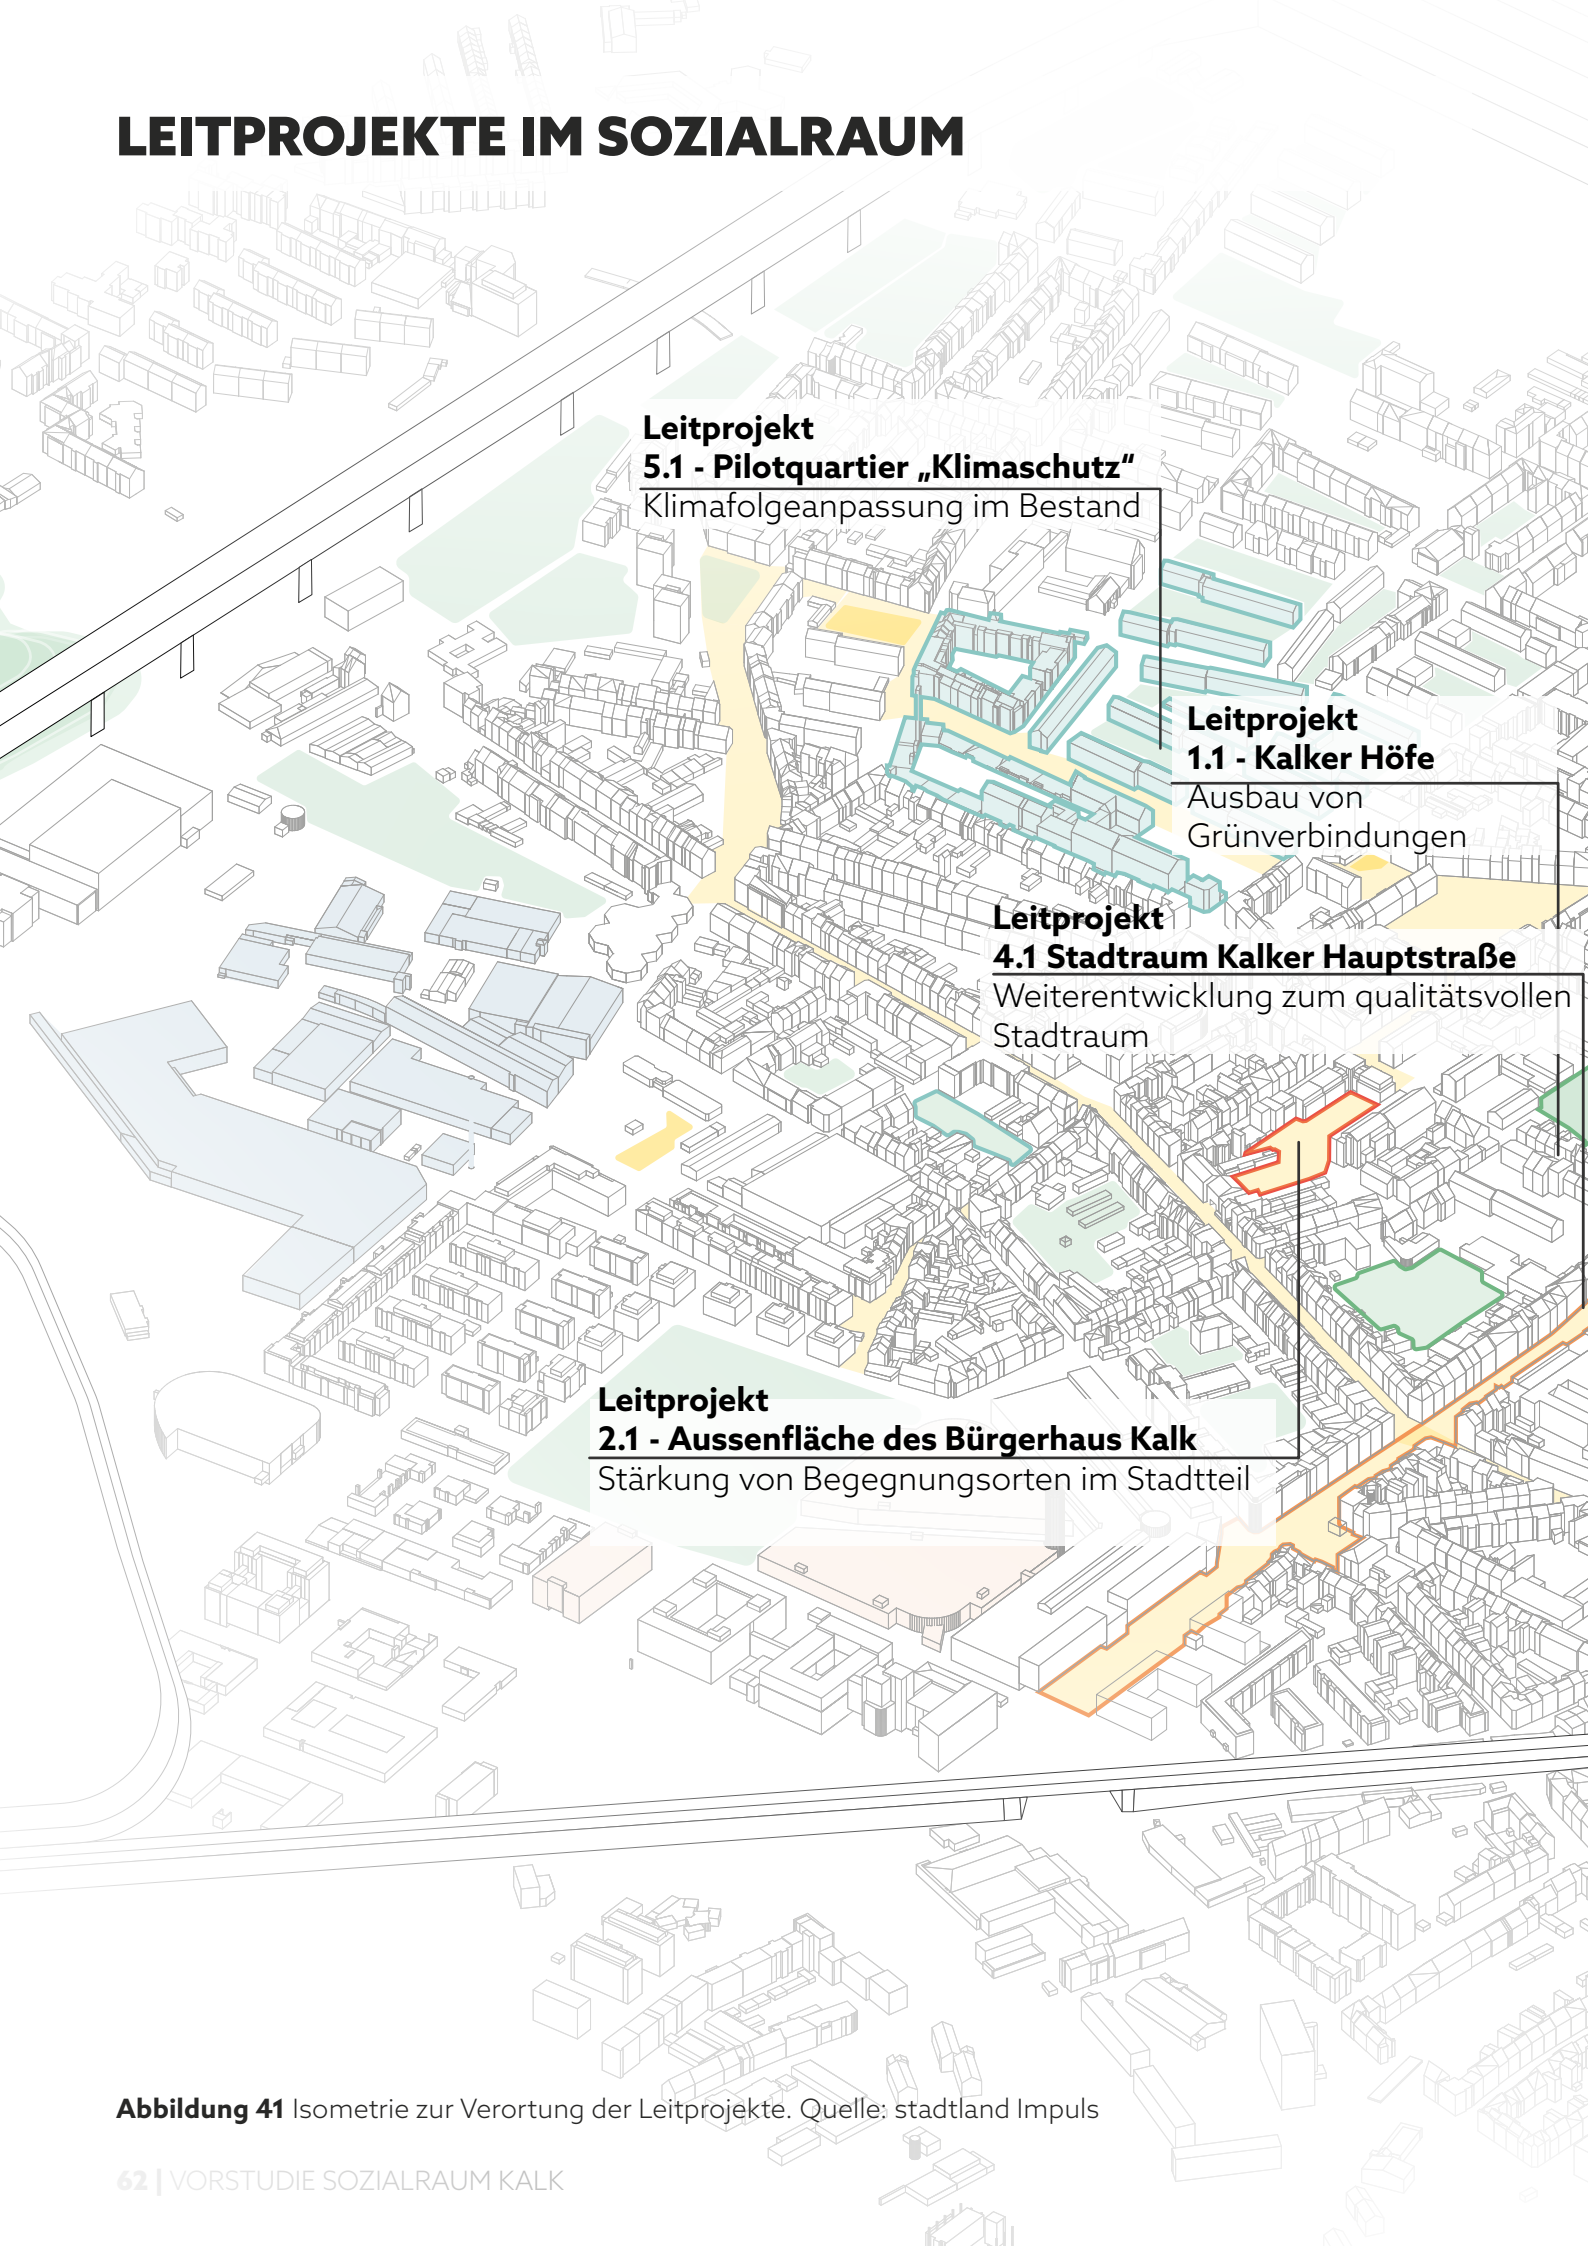 LEITPROJEKTE IM SOZIALRAUM
Leitprojekt
5.1 - Pilotquartier „Klimaschutz“
Klimafolgeanpassung im Bestand
Leitprojekt
1.1 - Kalker Höfe
Ausbau von
Grünverbindungen
Leitprojekt
4.1 Stadtraum Kalker Hauptstraße
Weiterentwicklung zum qualitätsvollen
Stadtraum
Leitprojekt
2.1 - Aussenfläche des Bürgerhaus Kalk
Stärkung von Begegnungsorten im Stadtteil
Abbildung 41 Isometrie zur Verortung der Leitprojekte. Quelle: stadtland Impuls
62 | VORSTUDIE SOZIALRAUM KALK